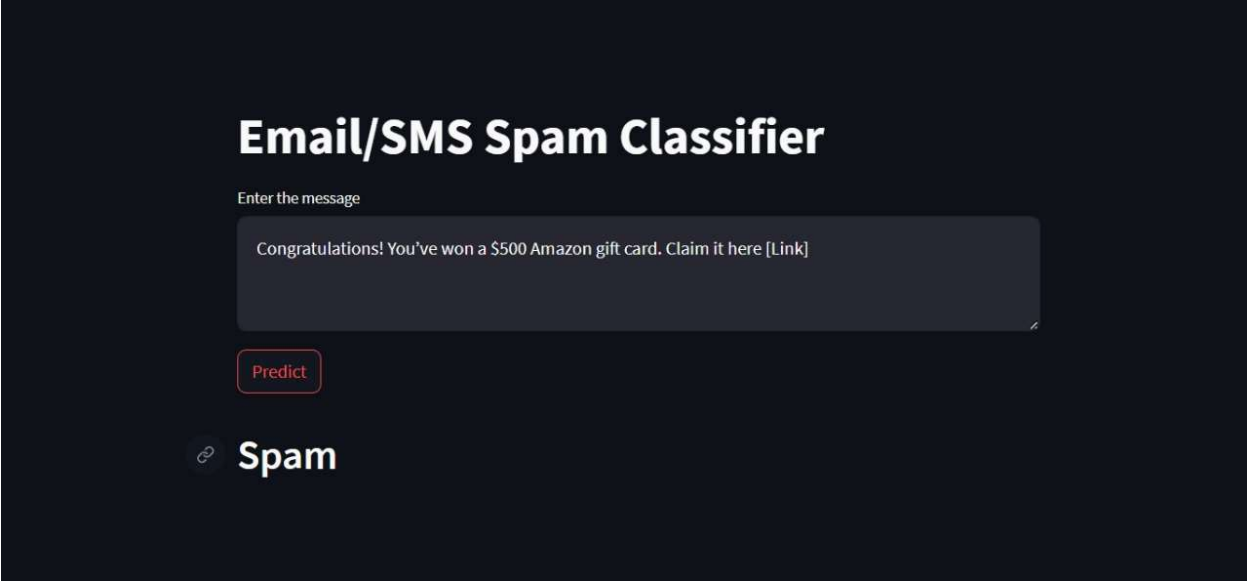 Email/SMS Spam Classifier
Enter the message
Congratulations! You’ve won a $500 Amazon gift card. Claim it here [Link]
Predict
Spam